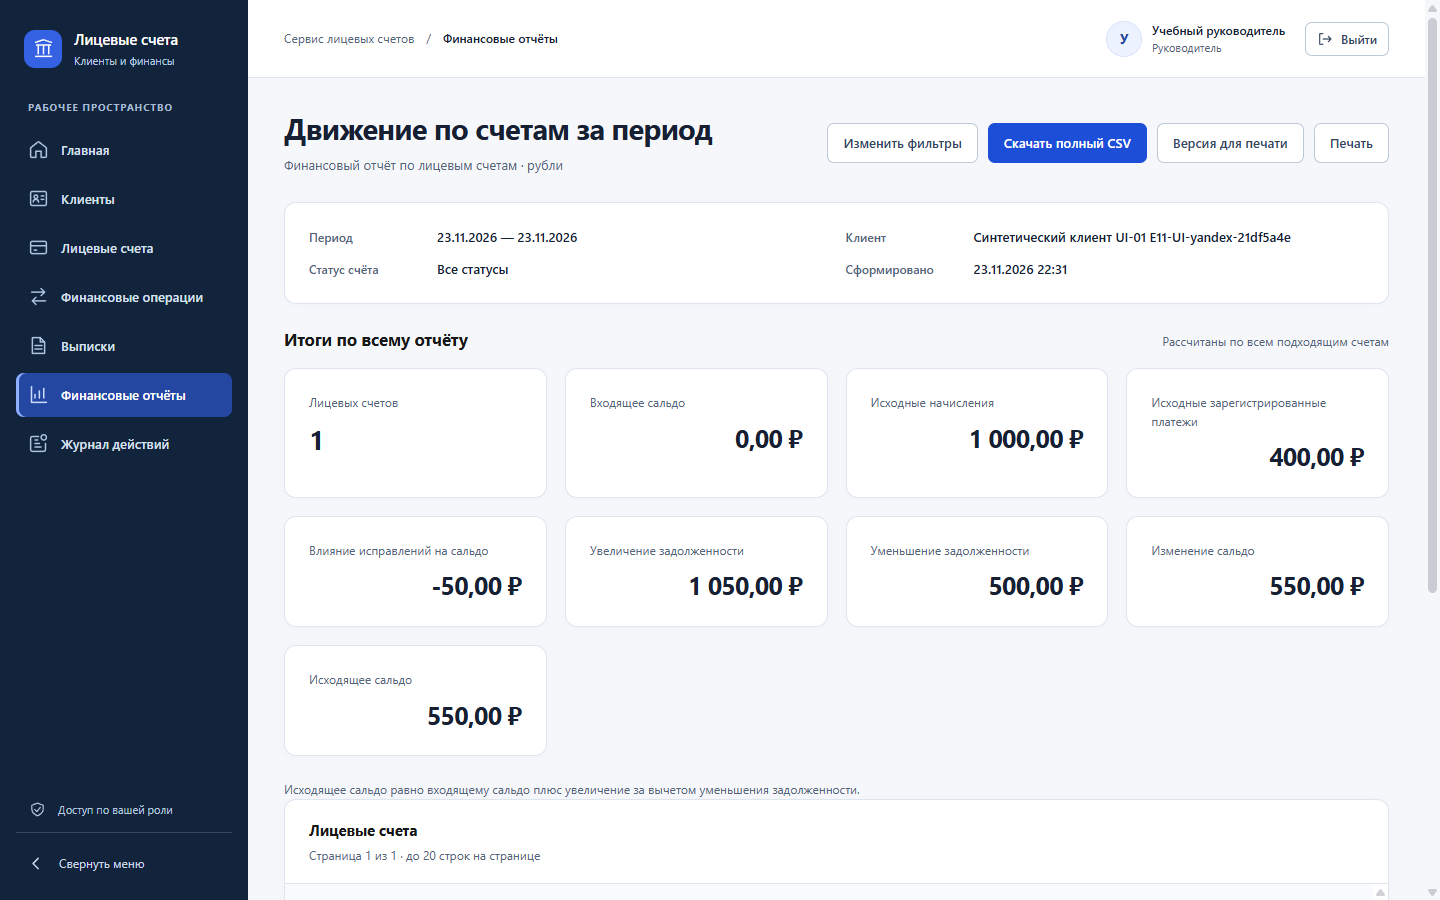 Лицевые счета
Клиенты и финансы
РАБОЧЕЕ ПРОСТРАНСТВО
Главная
Клиенты
Лицевые счета
Финансовые операции
Выписки
Финансовые отчёты
Журнал действий
Доступ по вашей роли
Свернуть меню
Сервис лицевых счетов / Финансовые отчёты
У
Учебный руководитель
Руководитель
Выйти
Движение по счетам за период
Финансовый отчёт по лицевым счетам · рубли
Изменить фильтры
Скачать полный CSV
Версия для печати
Печать
Период 23.11.2026 — 23.11.2026
Клиент Синтетический клиент UI-01 E11-UI-yandex-21df5a4e
Статус счёта Все статусы
Сформировано 23.11.2026 22:31
Итоги по всему отчёту
Рассчитаны по всем подходящим счетам
Лицевых счетов
1
Входящее сальдо
0,00 ₽
Исходные начисления
1 000,00 ₽
Исходные зарегистрированные
платежи
400,00 ₽
Влияние исправлений на сальдо
-50,00 ₽
Увеличение задолженности
1 050,00 ₽
Уменьшение задолженности
500,00 ₽
Изменение сальдо
550,00 ₽
Исходящее сальдо
550,00 ₽
Исходящее сальдо равно входящему сальдо плюс увеличение за вычетом уменьшения задолженности.
Лицевые счета
Страница 1 из 1 · до 20 строк на странице